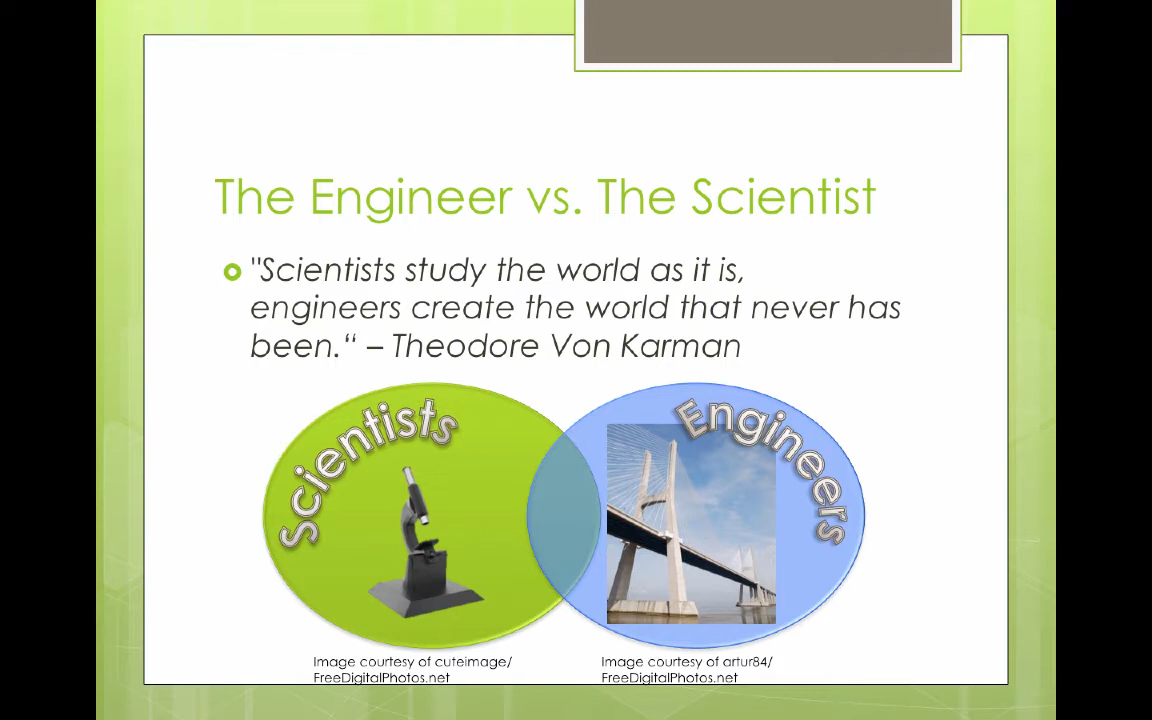 The Engineer vs. The Scientist
"Scientists study the world as it is,
engineers create the world that never has
been.“ – Theodore Von Karman
Scientists
Engineers
Image courtesy of cuteimage/
FreeDigitalPhotos.net
Image courtesy of artur84/
FreeDigitalPhotos.net